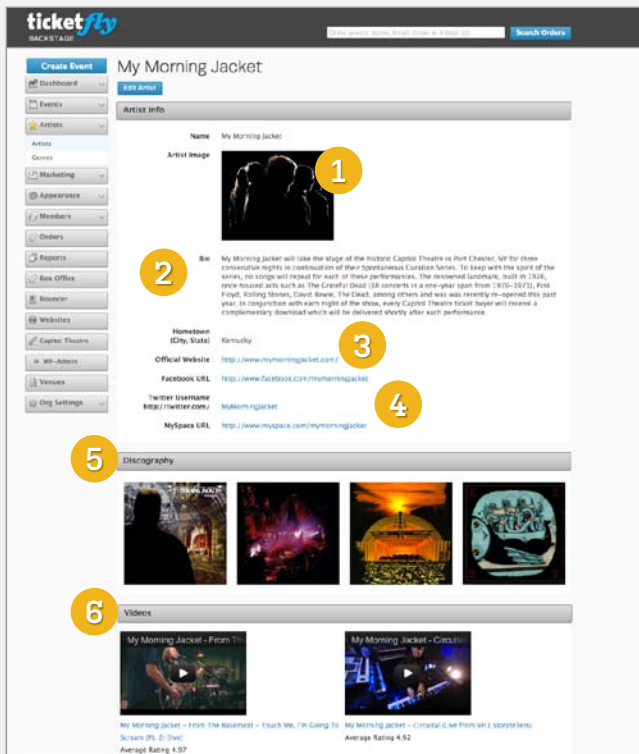 ticketfly
BACKSTAGE
Search Orders
Create Event
Dashboard
Events
Artists
Artists
Genres
Marketing
Appearance
Members
Orders
Reports
Box Office
Bouncer
Websites
Capitol Theatre
WP-Admin
Venues
Org Settings
My Morning Jacket
Edit Artist
Artist Info
Name My Morning Jacket
Artist Image
1
2
Bio My Morning Jacket will take the stage of the historic Capitol Theatre in Port Chester, NY for three
consecutive nights in continuation of their Spontaneous Curation Series. To keep with the spirit of the
series, no songs will repeat for each of these performances. The renowned landmark, built in 1926,
once housed acts such as The Grateful Dead (18 concerts in a one-year span from 1970-1971), Pink
Floyd, Rolling Stones, David Bowie, The Dead, among others and was was recently re-opened this past
year. In conjunction with each night of the show, every Capitol Theatre ticket buyer will receive a
complementary download which will be delivered shortly after each performance.
Hometown
(City, State) Kentucky
3
Official Website http://www.mymorningjacket.com/
Facebook URL http://www.facebook.com/mymorningjacket
Twitter Username
http://twitter.com/ MyMorningJacket
4
MySpace URL http://www.myspace.com/mymorningjacket
5
Discography
6
Videos
My Morning Jacket - From Th
My Morning Jacket - Circuital
My Morning Jacket - From The Basement - Touch Me, I'm Going To
Scream (Pt. 2) (live)
Average Rating 4.97
My Morning Jacket - Circuital (Live from VH1 Storytellers)
Average Rating 4.92